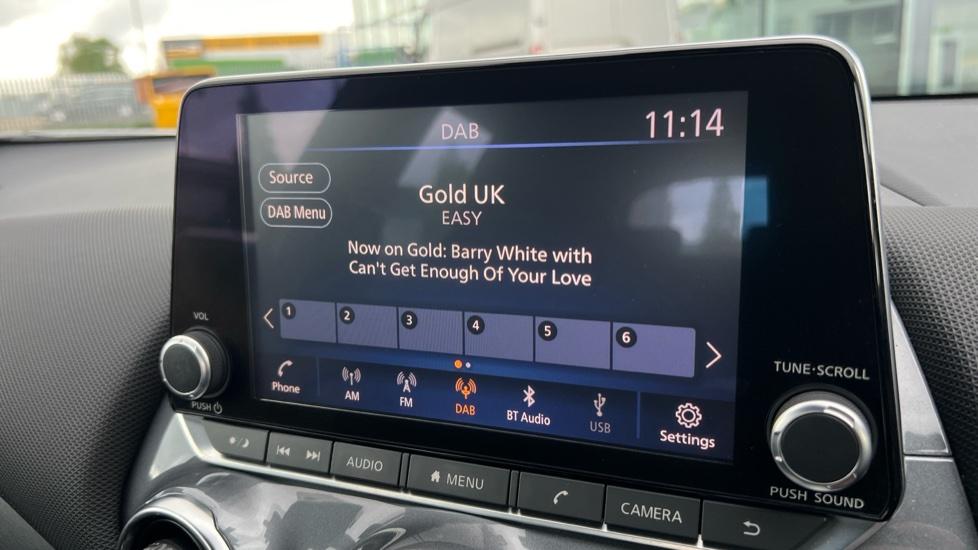 DAB
11:14
Source
DAB Menu
Gold UK
EASY
Now on Gold: Barry White with
Can't Get Enough Of Your Love
1 2 3 4 5 6
Phone AM FM DAB BT Audio USB Settings
VOL
PUSH
TUNE·SCROLL
PUSH SOUND
AUDIO MENU CAMERA